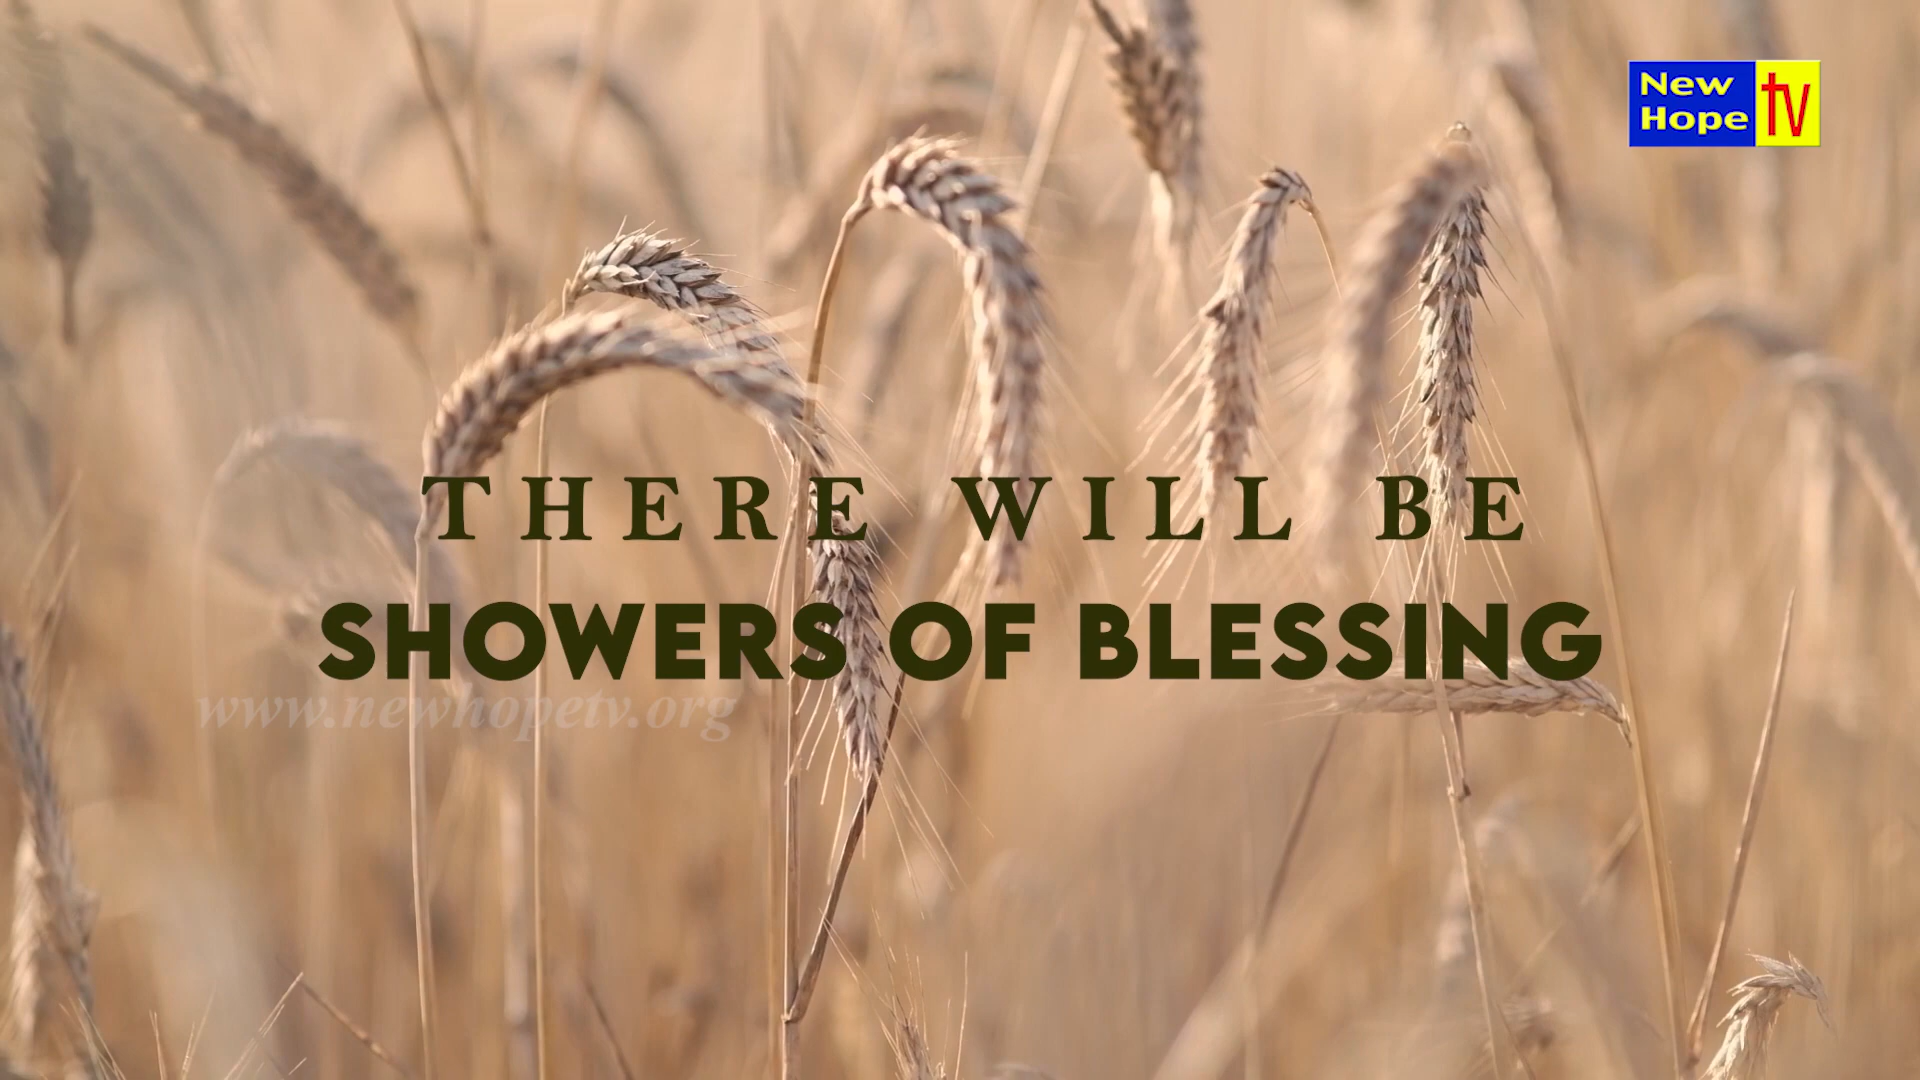 New
Hope
tv
THERE WILL BE
SHOWERS OF BLESSING
www.newhopetv.org